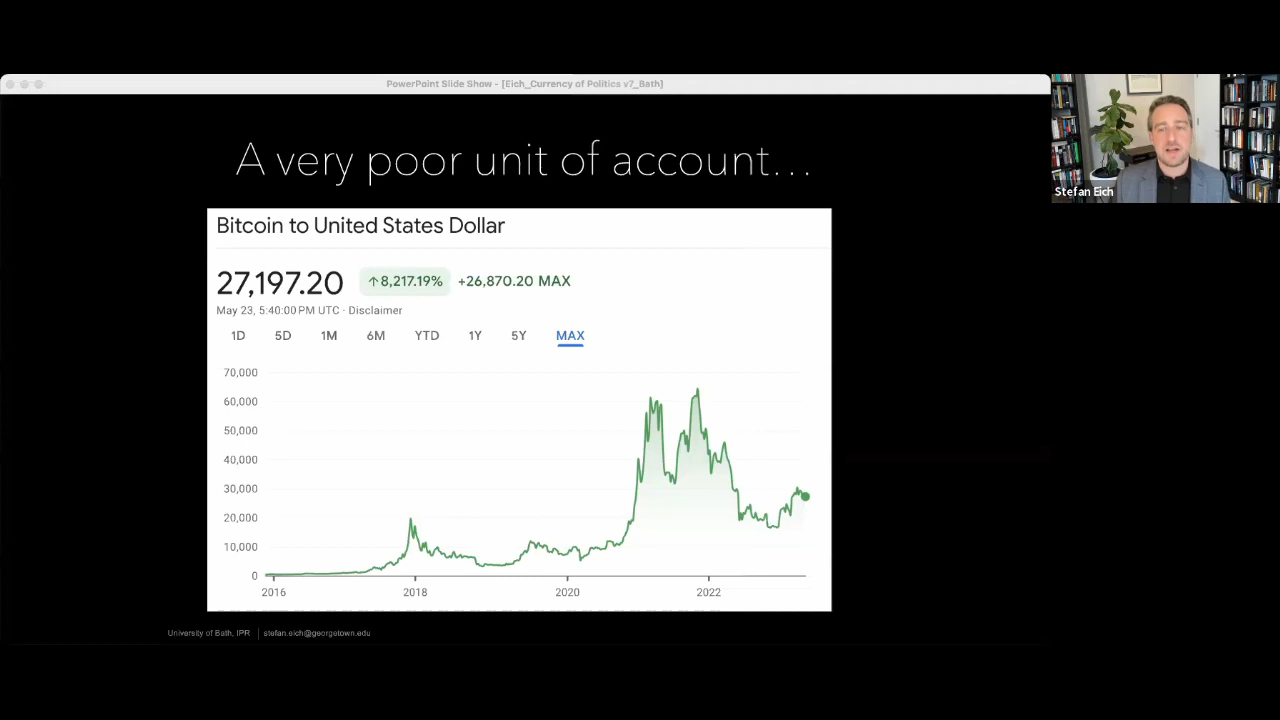 PowerPoint Slide Show - [Eich_Currency of Politics v7_Bath]
A very poor unit of account...
Bitcoin to United States Dollar
27,197.20 ↑8,217.19% +26,870.20 MAX
May 23, 5:40:00 PM UTC · Disclaimer
1D 5D 1M 6M YTD 1Y 5Y MAX
70,000
60,000
50,000
40,000
30,000
20,000
10,000
0
2016 2018 2020 2022
University of Bath, IPR | stefan.eich@georgetown.edu
Stefan Eich